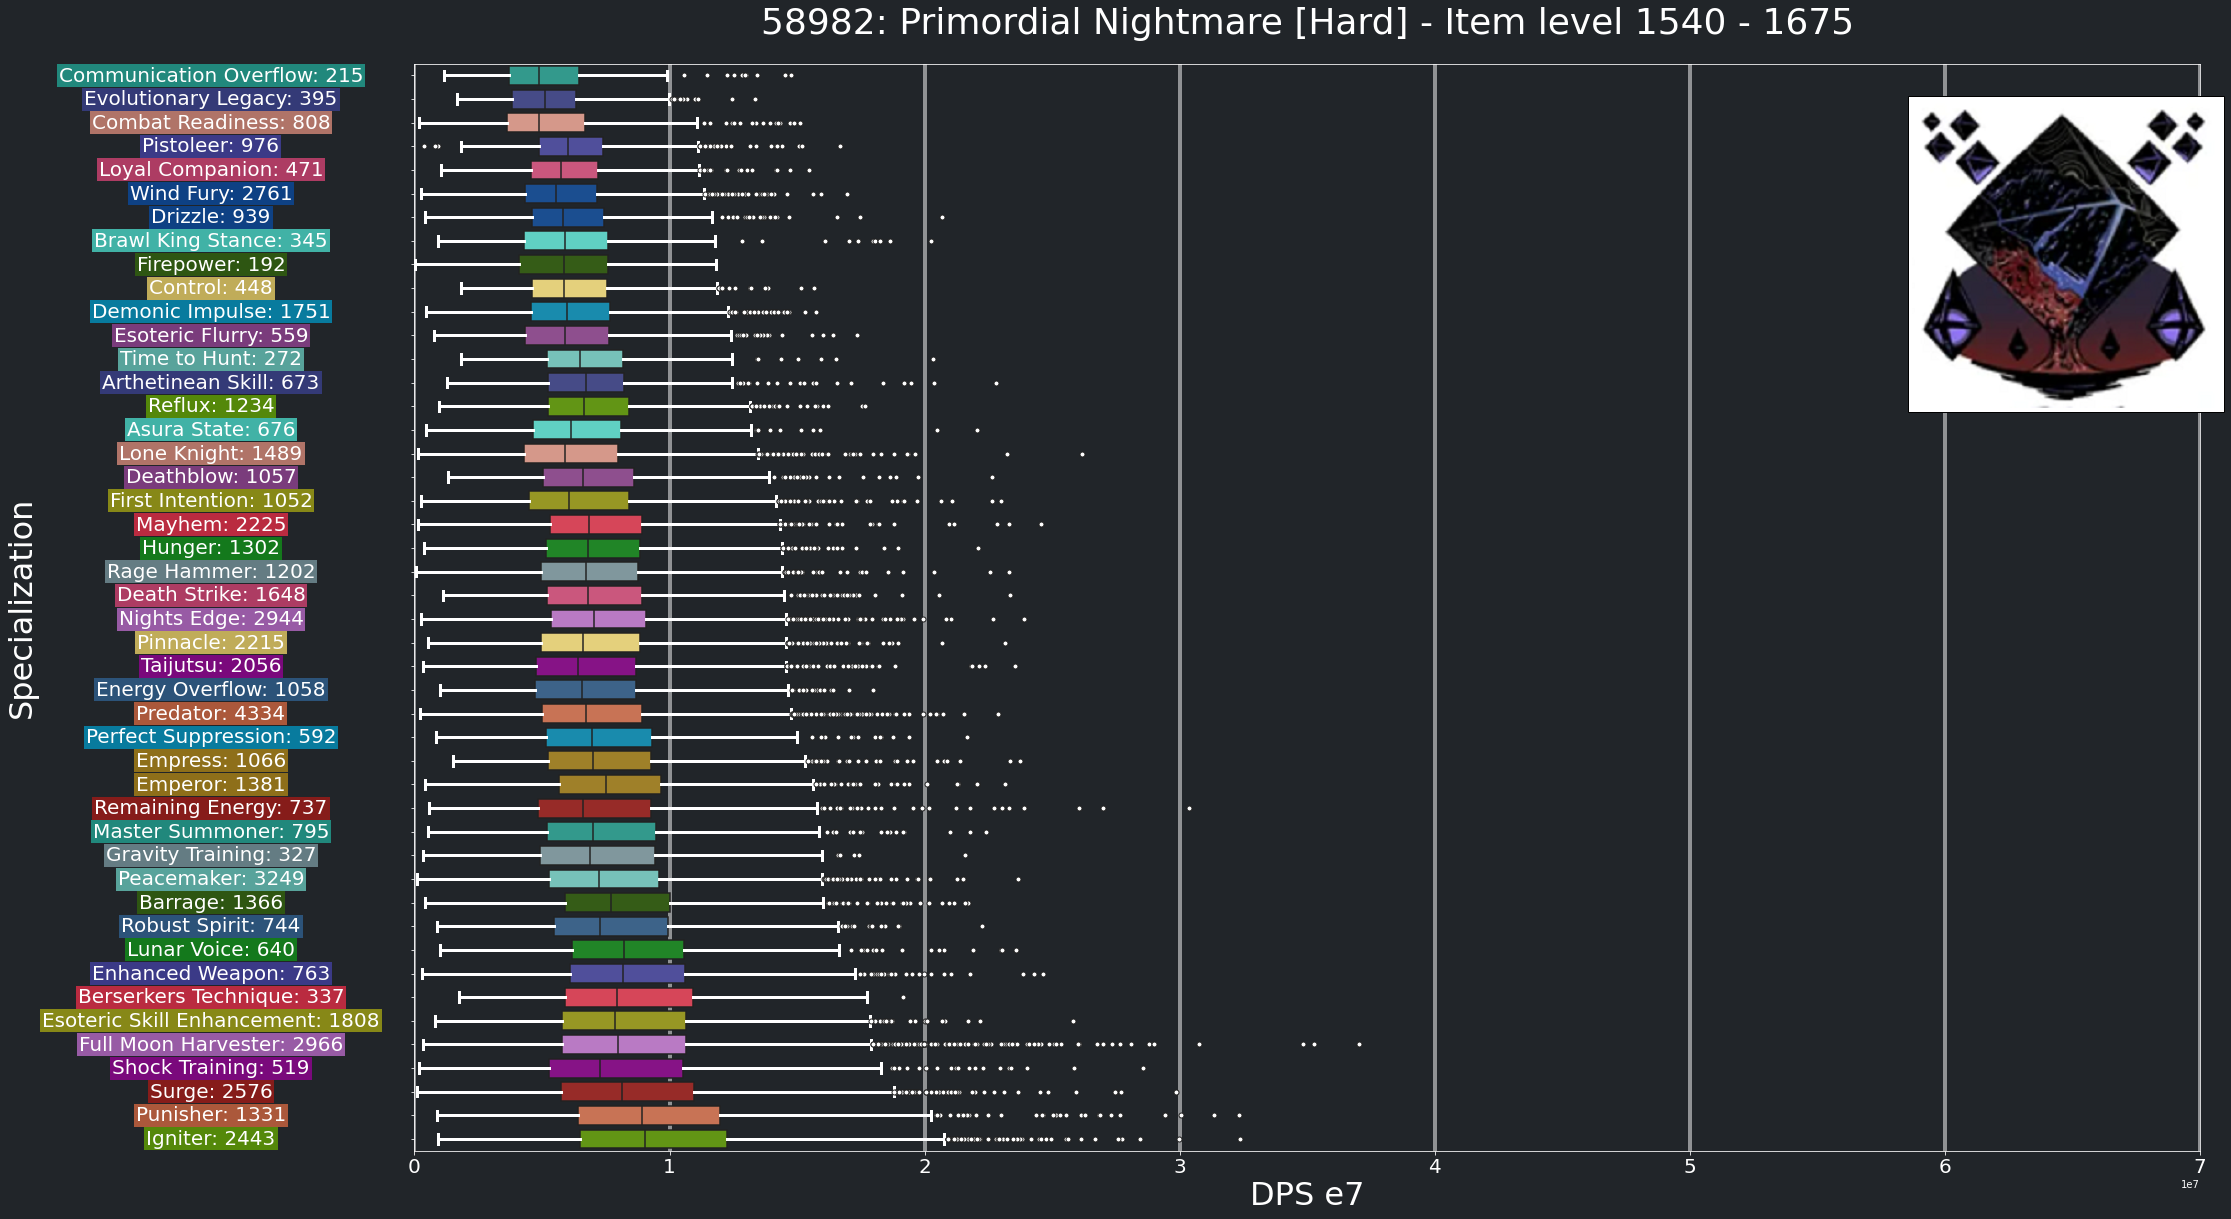 58982: Primordial Nightmare [Hard] - Item level 1540 - 1675
Communication Overflow: 215
Evolutionary Legacy: 395
Combat Readiness: 808
Pistoleer: 976
Loyal Companion: 471
Wind Fury: 2761
Drizzle: 939
Brawl King Stance: 345
Firepower: 192
Control: 448
Demonic Impulse: 1751
Esoteric Flurry: 559
Time to Hunt: 272
Arthetinean Skill: 673
Reflux: 1234
Asura State: 676
Lone Knight: 1489
Deathblow: 1057
First Intention: 1052
Mayhem: 2225
Hunger: 1302
Rage Hammer: 1202
Death Strike: 1648
Nights Edge: 2944
Pinnacle: 2215
Taijutsu: 2056
Energy Overflow: 1058
Predator: 4334
Perfect Suppression: 592
Empress: 1066
Emperor: 1381
Remaining Energy: 737
Master Summoner: 795
Gravity Training: 327
Peacemaker: 3249
Barrage: 1366
Robust Spirit: 744
Lunar Voice: 640
Enhanced Weapon: 763
Berserkers Technique: 337
Esoteric Skill Enhancement: 1808
Full Moon Harvester: 2966
Shock Training: 519
Surge: 2576
Punisher: 1331
Igniter: 2443
Specialization
0 1 2 3 4 5 6 7
1e7
DPS e7